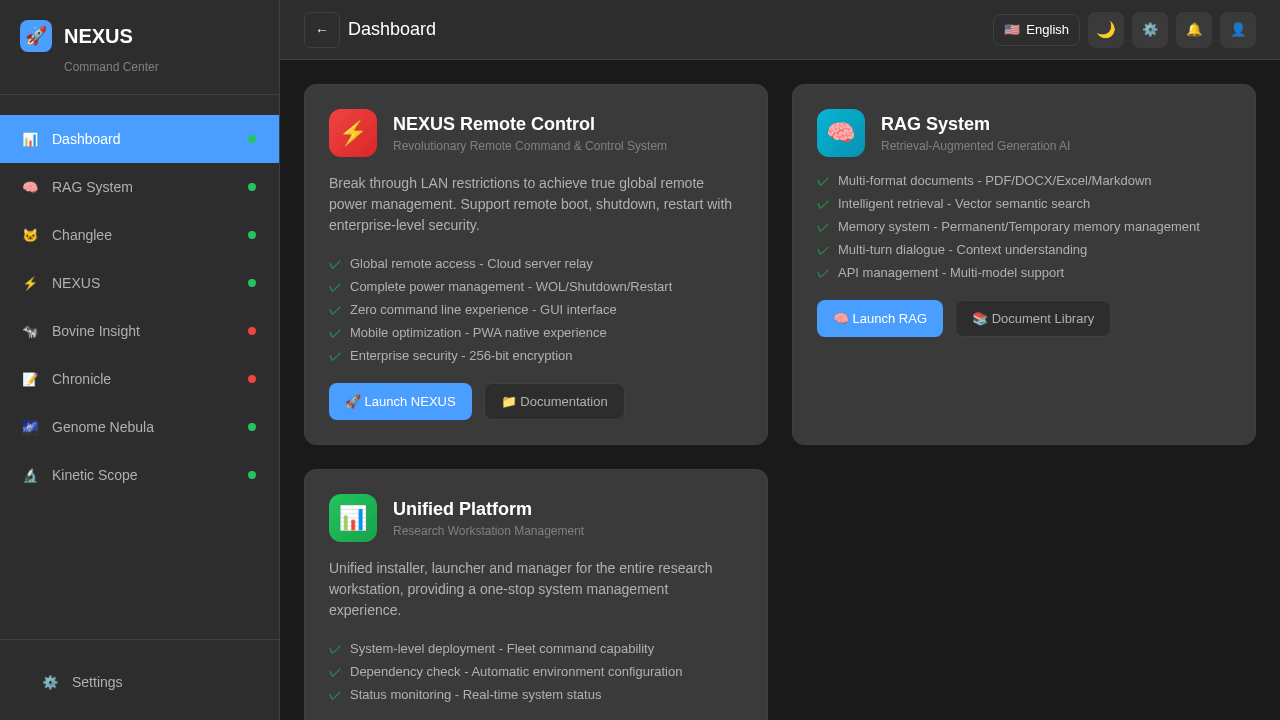 NEXUS
Command Center
Dashboard
RAG System
Changlee
NEXUS
Bovine Insight
Chronicle
Genome Nebula
Kinetic Scope
Settings
← Dashboard
English
NEXUS Remote Control
Revolutionary Remote Command & Control System
Break through LAN restrictions to achieve true global remote
power management. Support remote boot, shutdown, restart with
enterprise-level security.
Global remote access - Cloud server relay
Complete power management - WOL/Shutdown/Restart
Zero command line experience - GUI interface
Mobile optimization - PWA native experience
Enterprise security - 256-bit encryption
Launch NEXUS
Documentation
RAG System
Retrieval-Augmented Generation AI
Multi-format documents - PDF/DOCX/Excel/Markdown
Intelligent retrieval - Vector semantic search
Memory system - Permanent/Temporary memory management
Multi-turn dialogue - Context understanding
API management - Multi-model support
Launch RAG
Document Library
Unified Platform
Research Workstation Management
Unified installer, launcher and manager for the entire research
workstation, providing a one-stop system management
experience.
System-level deployment - Fleet command capability
Dependency check - Automatic environment configuration
Status monitoring - Real-time system status